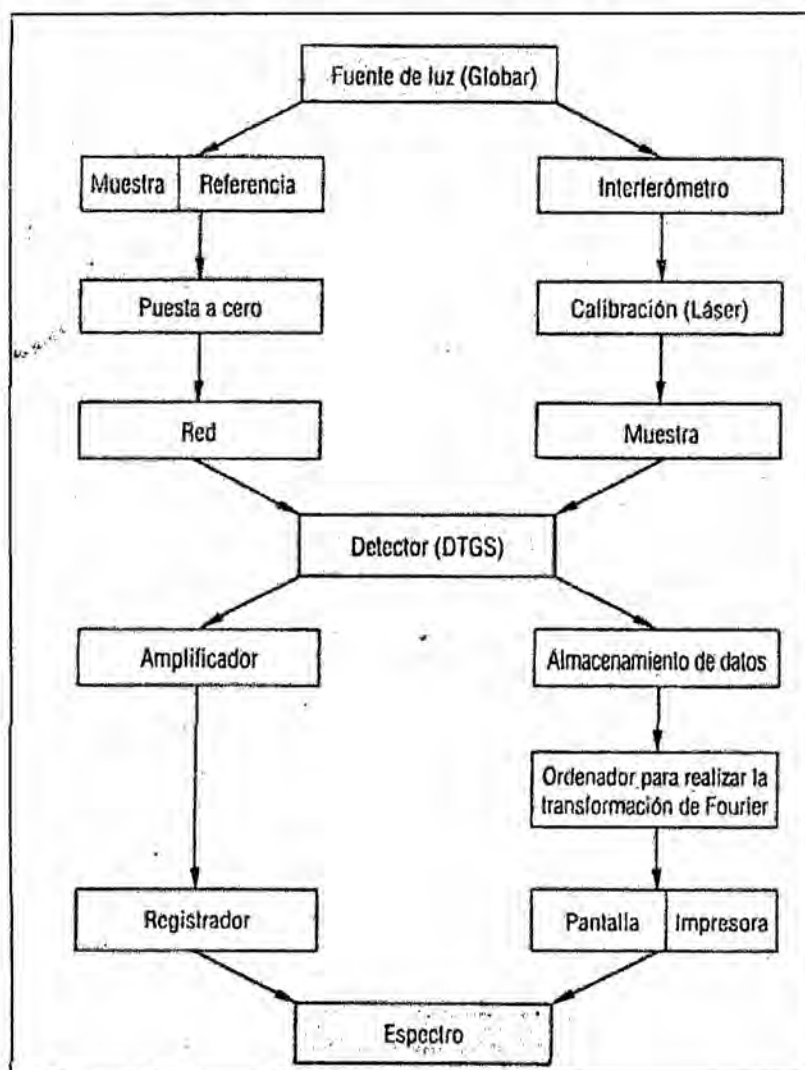 Fuente de luz (Globar)
Muestra Referencia
Interferómetro
Puesta a cero
Calibración (Láser)
Red
Muestra
Detector (DTGS)
Amplificador
Almacenamiento de datos
Ordenador para realizar la
transformación de Fourier
Registrador
Pantalla Impresora
Espectro